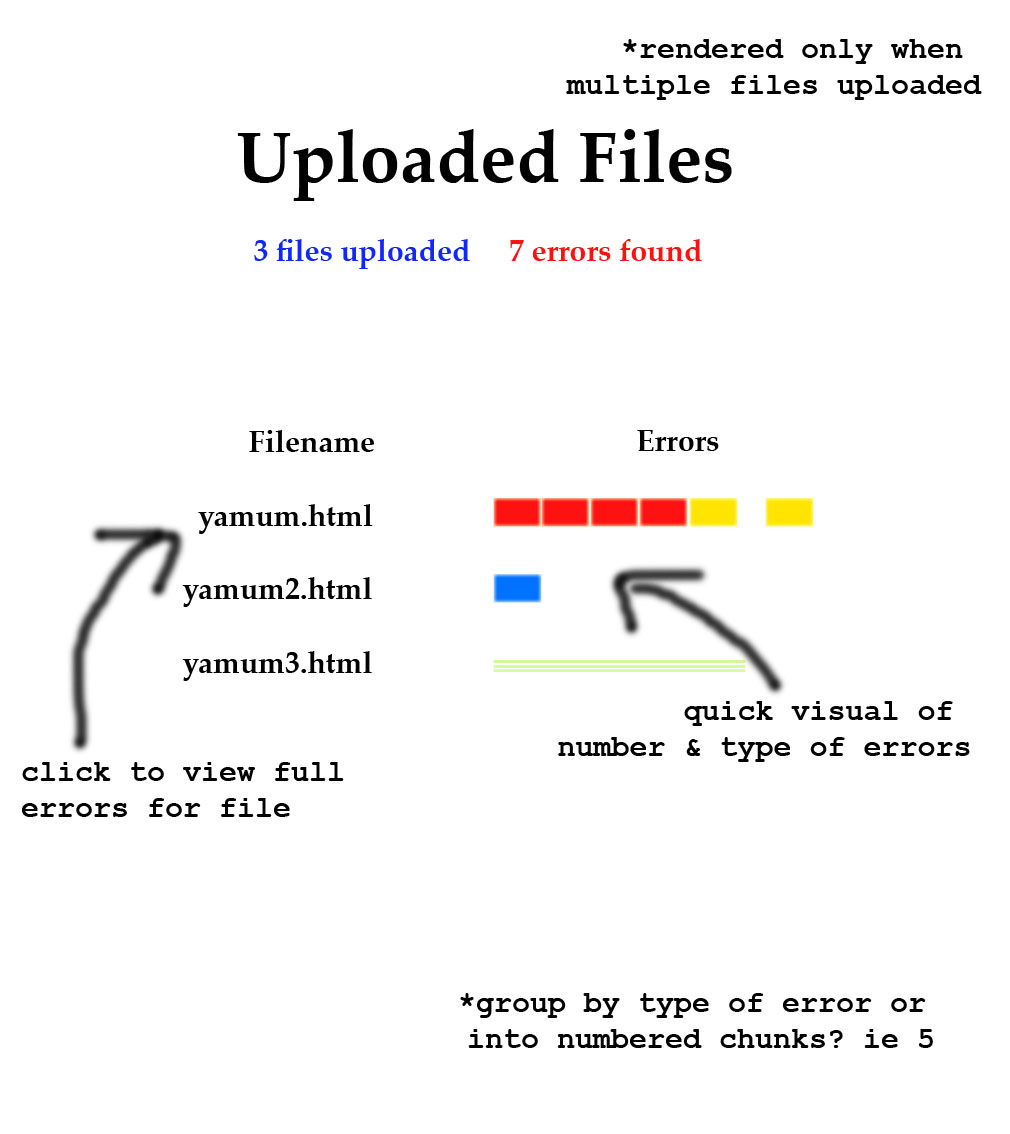 *rendered only when
multiple files uploaded
Uploaded Files
3 files uploaded 7 errors found
Filename Errors
yamum.html
yamum2.html
yamum3.html
quick visual of
number & type of errors
click to view full
errors for file
*group by type of error or
into numbered chunks? ie 5